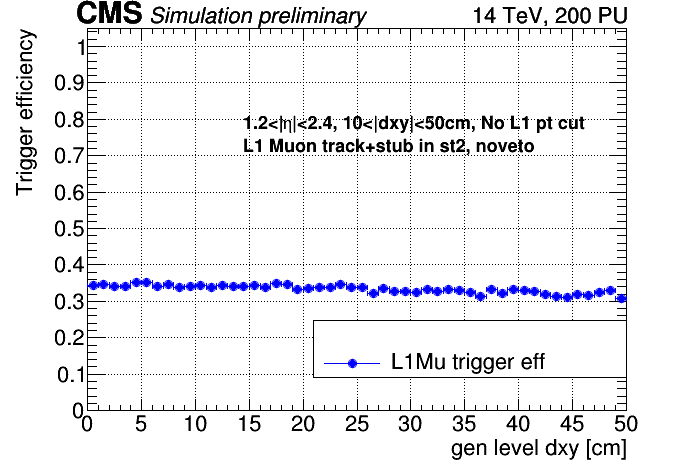 CMS Simulation preliminary 14 TeV, 200 PU
Trigger efficiency
1
0.9
0.8
0.7
0.6
0.5
0.4
0.3
0.2
0.1
0
1.2<|η|<2.4, 10<|dxy|<50cm, No L1 pt cut
L1 Muon track+stub in st2, noveto
L1Mu trigger eff
0 5 10 15 20 25 30 35 40 45 50
gen level dxy [cm]